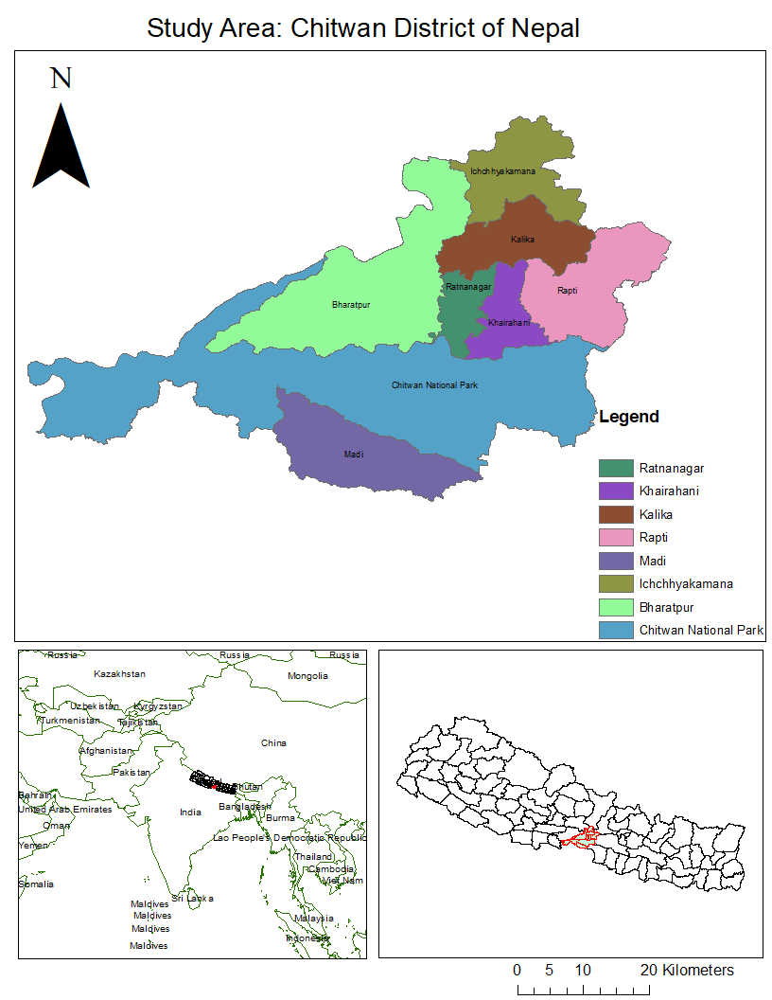 Study Area: Chitwan District of Nepal
N
Ichchhyakamana
Kalika
Ratnanagar
Rapti
Bharatpur
Khairahani
Chitwan National Park
Madi
Legend
Ratnanagar
Khairahani
Kalika
Rapti
Madi
Ichchhyakamana
Bharatpur
Chitwan National Park
Russia Russia Russia
Kazakhstan
Mongolia
Uzbekistan Kyrgyzstan
Turkmenistan Tajikistan
China
Afghanistan
Pakistan
Bhutan
Bahrain
United Arab Emirates
India
Bangladesh
Burma
Oman
Lao People's Democratic Republic
Yemen
Thailand
Cambodia
Viet Nam
Somalia
Sri Lanka
Maldives
Maldives
Malaysia
Maldives
Indonesia
Maldives
0 5 10 20 Kilometers